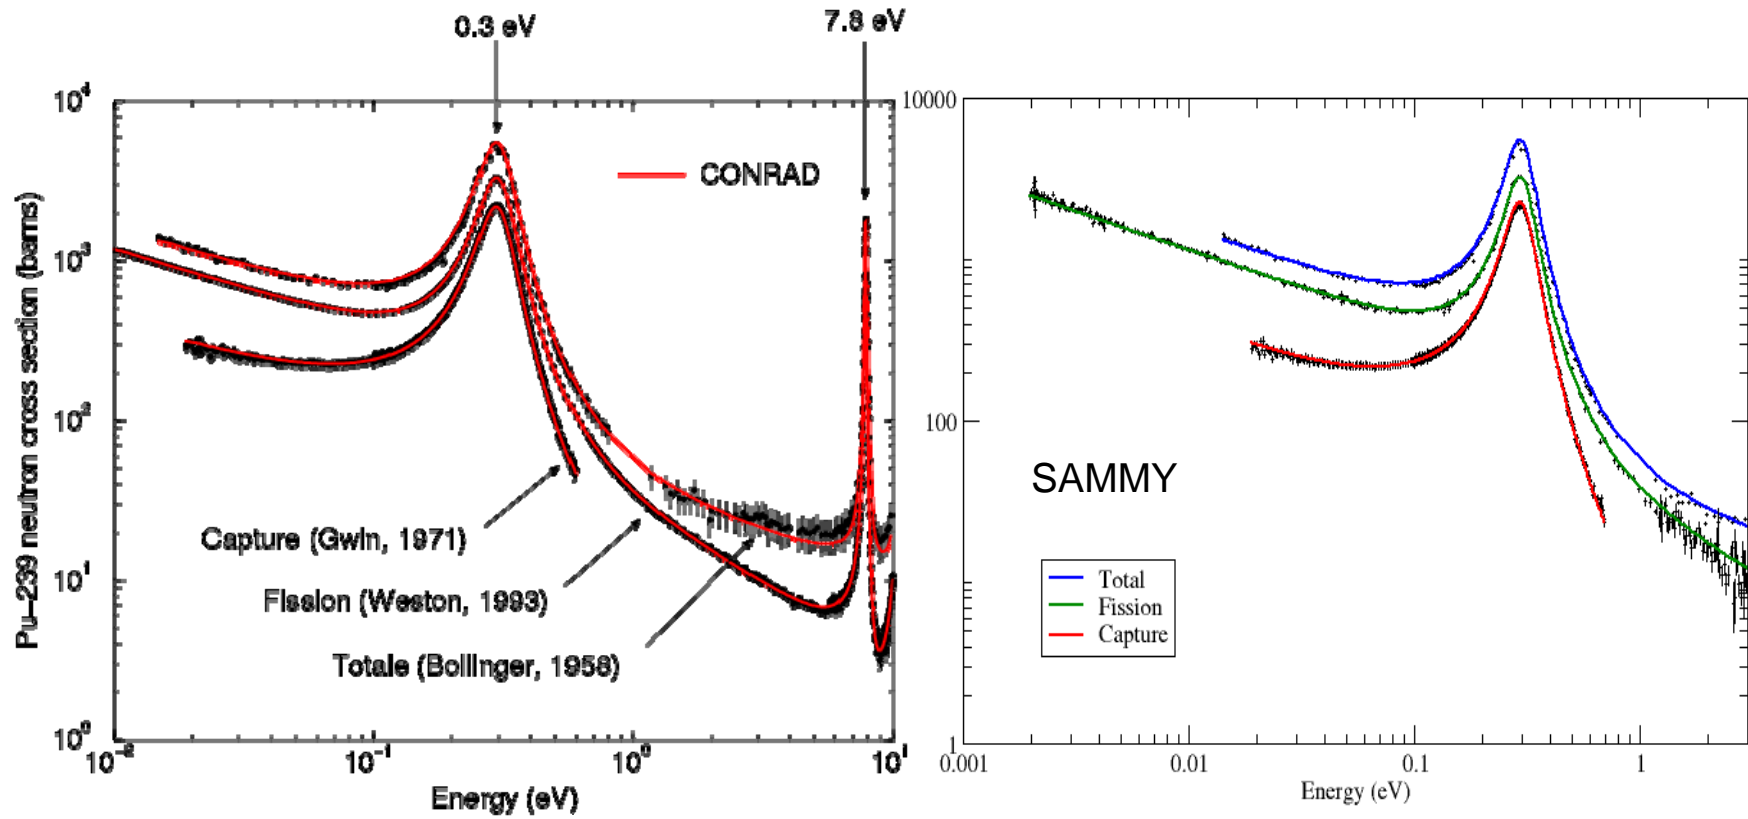 0.3 eV
7.8 eV
10⁴
10³
10²
10¹
10⁰
Pu–239 neutron cross section (barns)
CONRAD
Capture (Gwin, 1971)
Fission (Weston, 1993)
Totale (Bollinger, 1958)
10⁻²
10⁻¹
10⁰
10¹
Energy (eV)
10000
100
1
SAMMY
Total
Fission
Capture
0.001
0.01
0.1
1
Energy (eV)